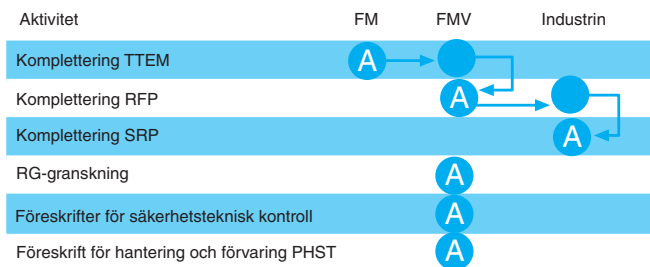 Aktivitet FM FMV Industrin
Komplettering TTEM A
Komplettering RFP A
Komplettering SRP A
RG-granskning A
Föreskrifter för säkerhetsteknisk kontroll A
Föreskrift för hantering och förvaring PHST A